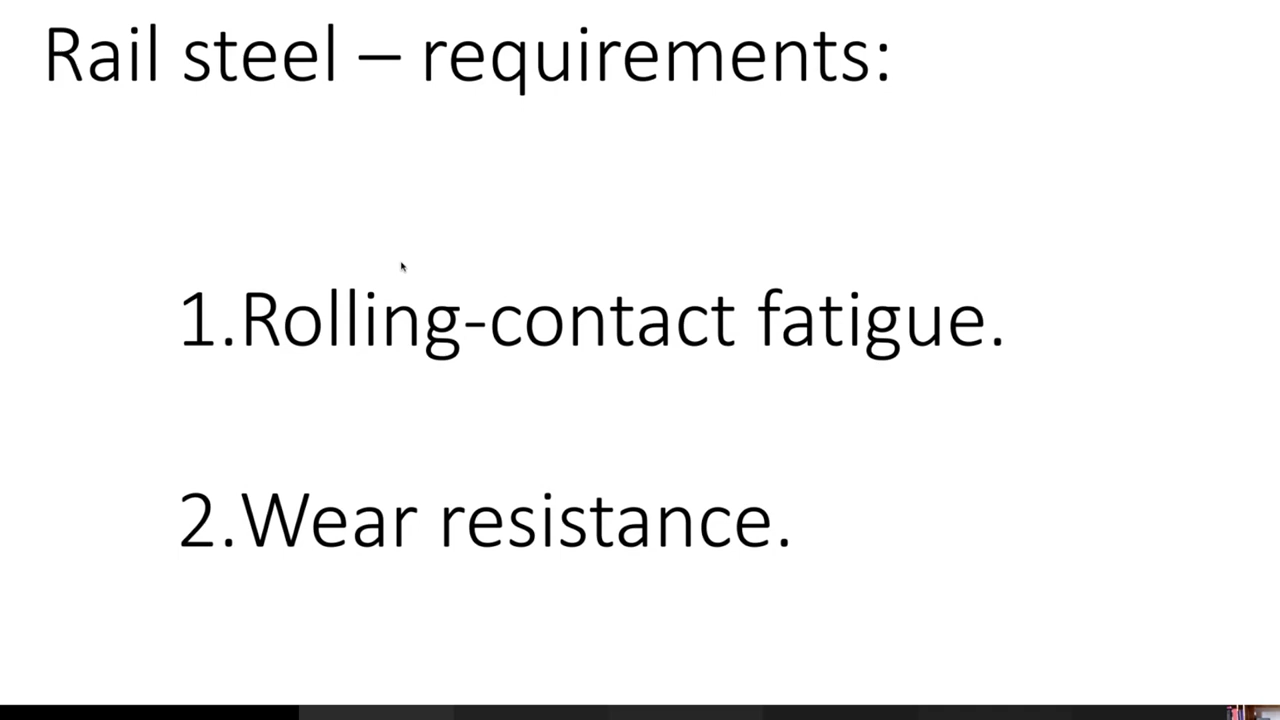 Rail steel – requirements:
1.Rolling-contact fatigue.
2.Wear resistance.